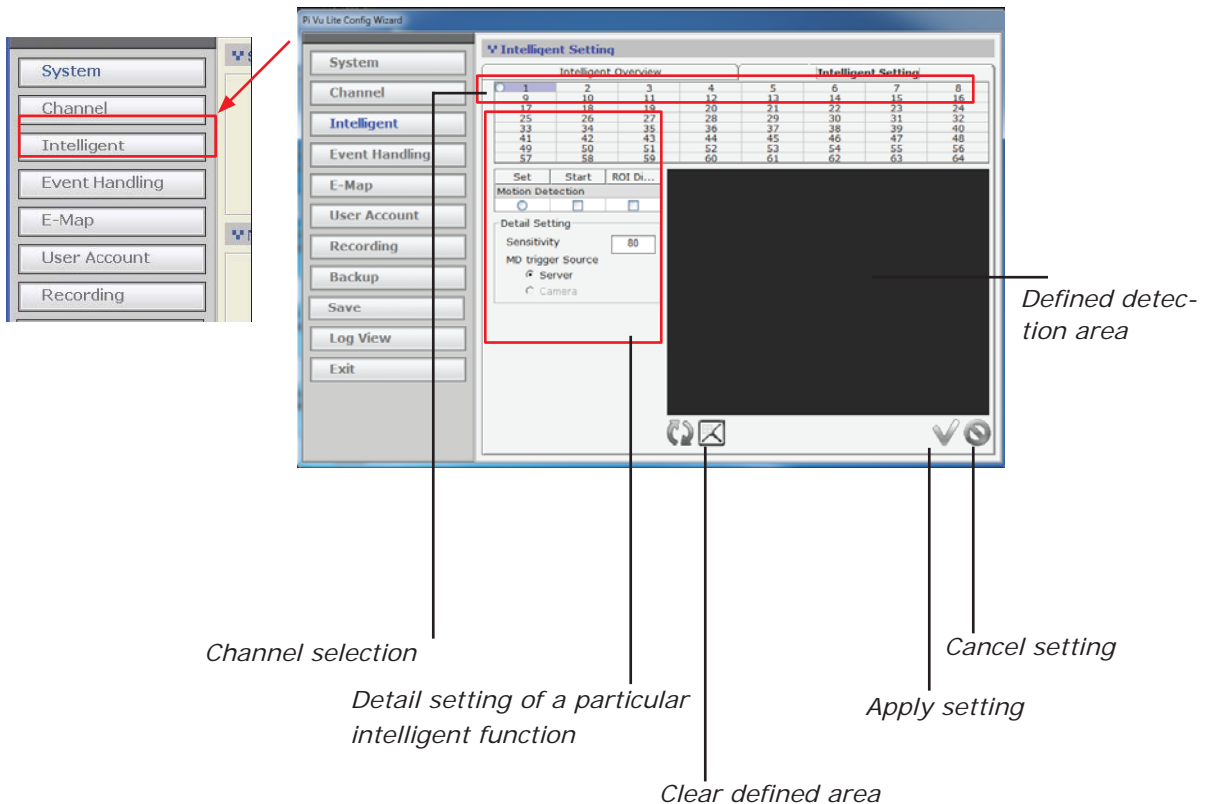 Pi Vu Lite Config Wizard
System
Channel
Intelligent
Event Handling
E-Map
User Account
Recording
System
Channel
Intelligent
Event Handling
E-Map
User Account
Recording
Backup
Save
Log View
Exit
Intelligent Setting
Intelligent Overview Intelligent Setting
1 2 3 4 5 6 7 8
9 10 11 12 13 14 15 16
17 18 19 20 21 22 23 24
25 26 27 28 29 30 31 32
33 34 35 36 37 38 39 40
41 42 43 44 45 46 47 48
49 50 51 52 53 54 55 56
57 58 59 60 61 62 63 64
Set Start ROI Di...
Motion Detection
Detail Setting
Sensitivity 80
MD trigger Source
Server
Camera
Defined detec-
tion area
Channel selection
Cancel setting
Detail setting of a particular
intelligent function
Apply setting
Clear defined area